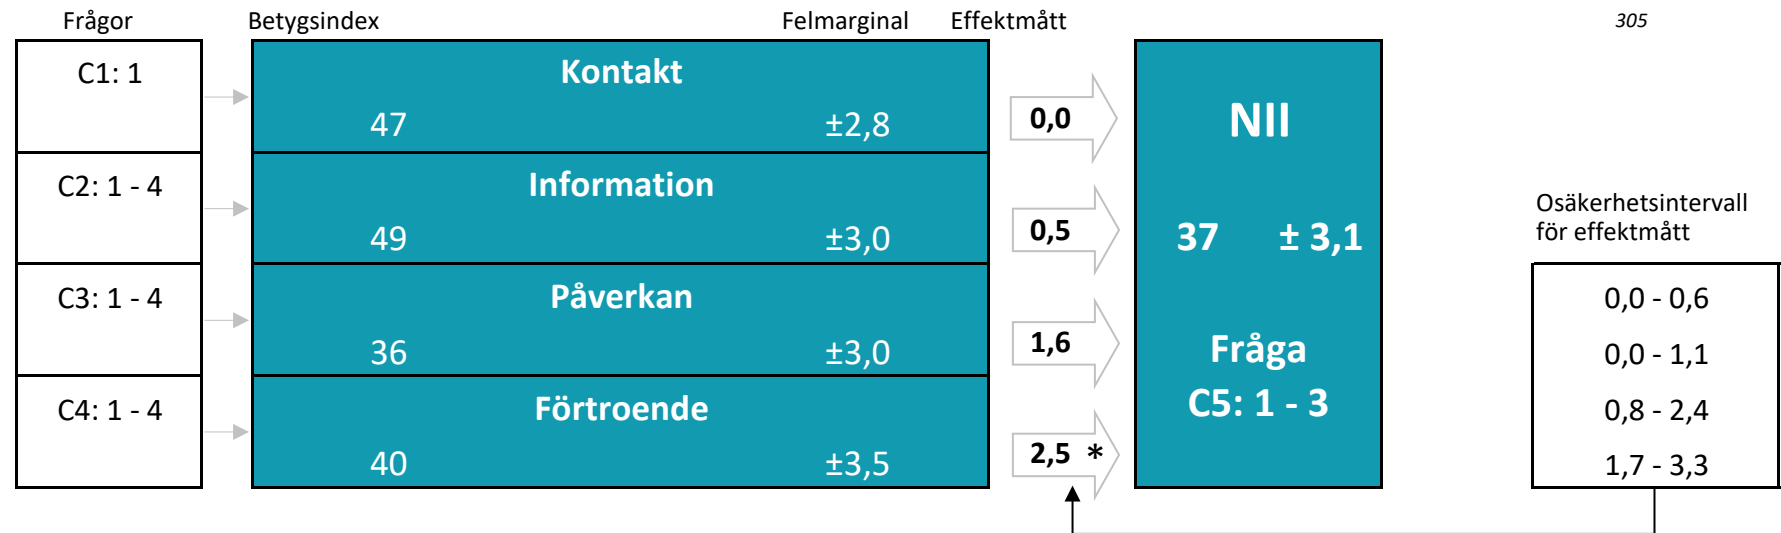 Frågor
Betygsindex
Felmarginal
Effektmått
305
C1: 1
Kontakt
47
±2,8
0,0
C2: 1 - 4
Information
49
±3,0
0,5
C3: 1 - 4
Påverkan
36
±3,0
1,6
C4: 1 - 4
Förtroende
40
±3,5
2,5 *
NII
37 ± 3,1
Fråga
C5: 1 - 3
Osäkerhetsintervall
för effektmått
0,0 - 0,6
0,0 - 1,1
0,8 - 2,4
1,7 - 3,3